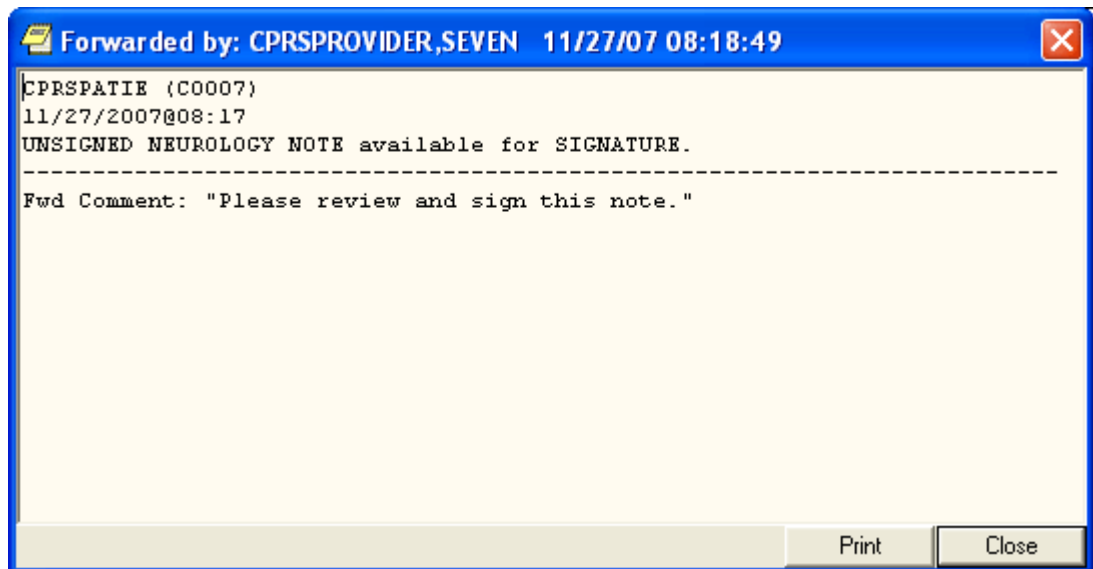 Forwarded by: CPRSPROVIDER,SEVEN 11/27/07 08:18:49
CPRSPATIE (C0007)
11/27/2007@08:17
UNSIGNED NEUROLOGY NOTE available for SIGNATURE.
--------------------------------------------------------------------------
Fwd Comment: "Please review and sign this note."
Print Close